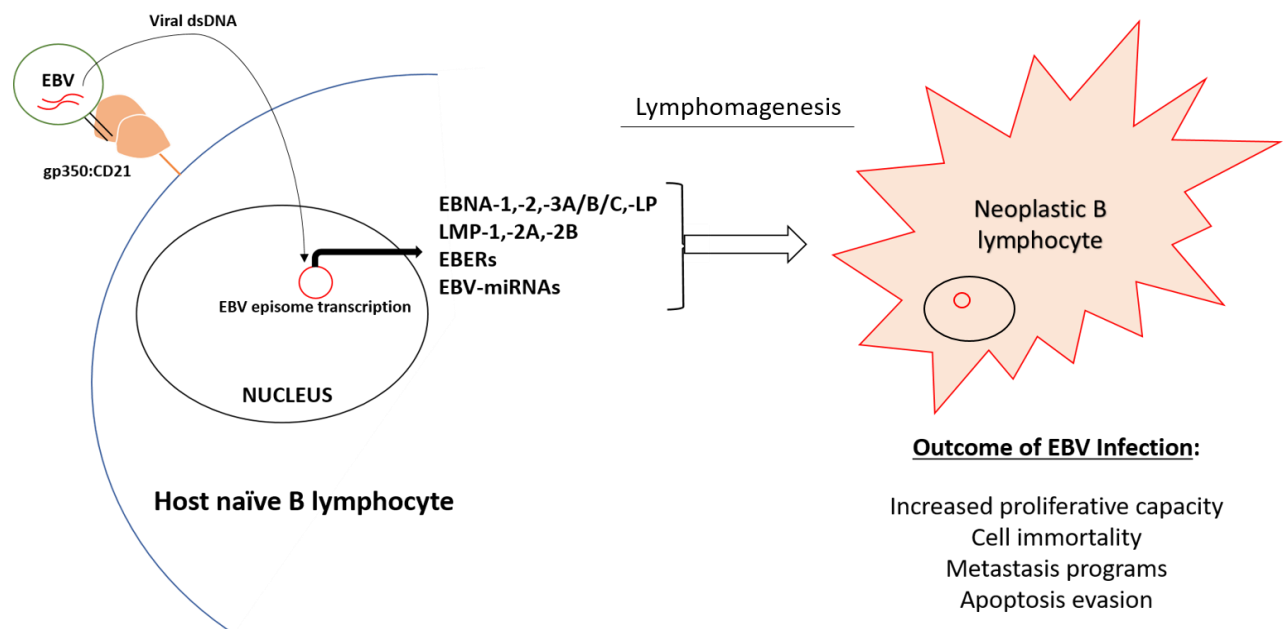 Viral dsDNA
EBV
gp350:CD21
Lymphomagenesis
EBNA-1,-2,-3A/B/C,-LP
LMP-1,-2A,-2B
EBERs
EBV-miRNAs
EBV episome transcription
NUCLEUS
Host naïve B lymphocyte
Neoplastic B
lymphocyte
Outcome of EBV Infection:
Increased proliferative capacity
Cell immortality
Metastasis programs
Apoptosis evasion